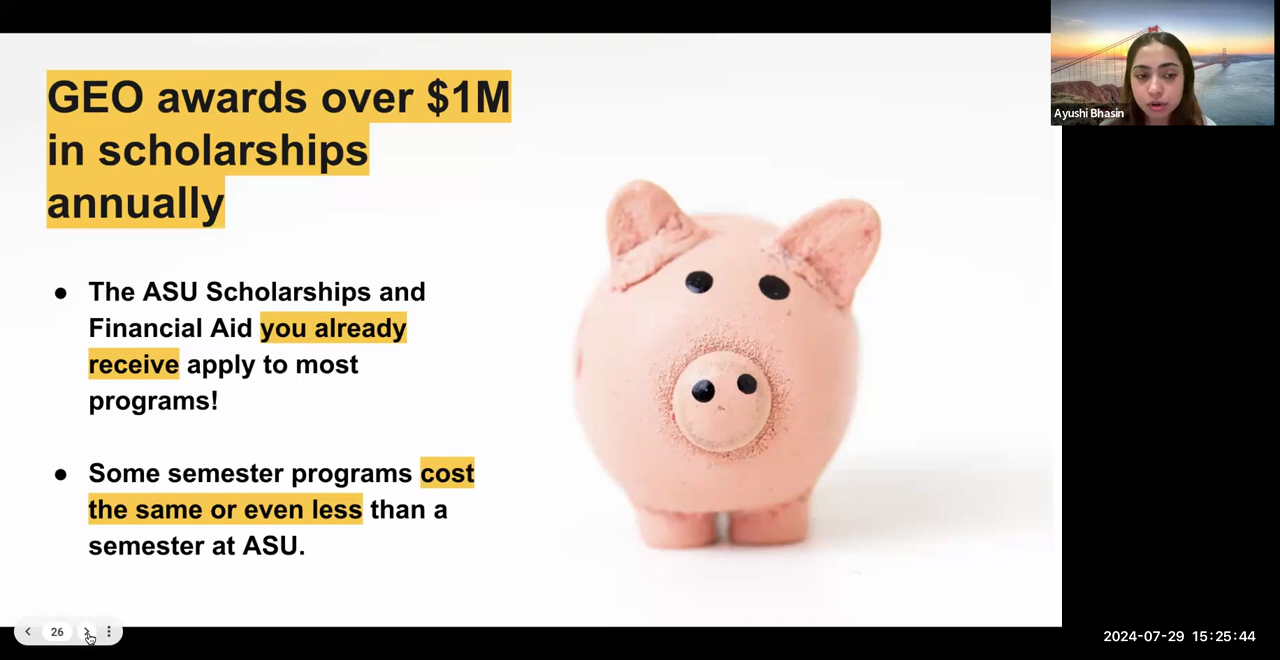 GEO awards over $1M
in scholarships
annually
● The ASU Scholarships and
Financial Aid you already
receive apply to most
programs!
● Some semester programs cost
the same or even less than a
semester at ASU.
Ayushi Bhasin
26
2024-07-29 15:25:44